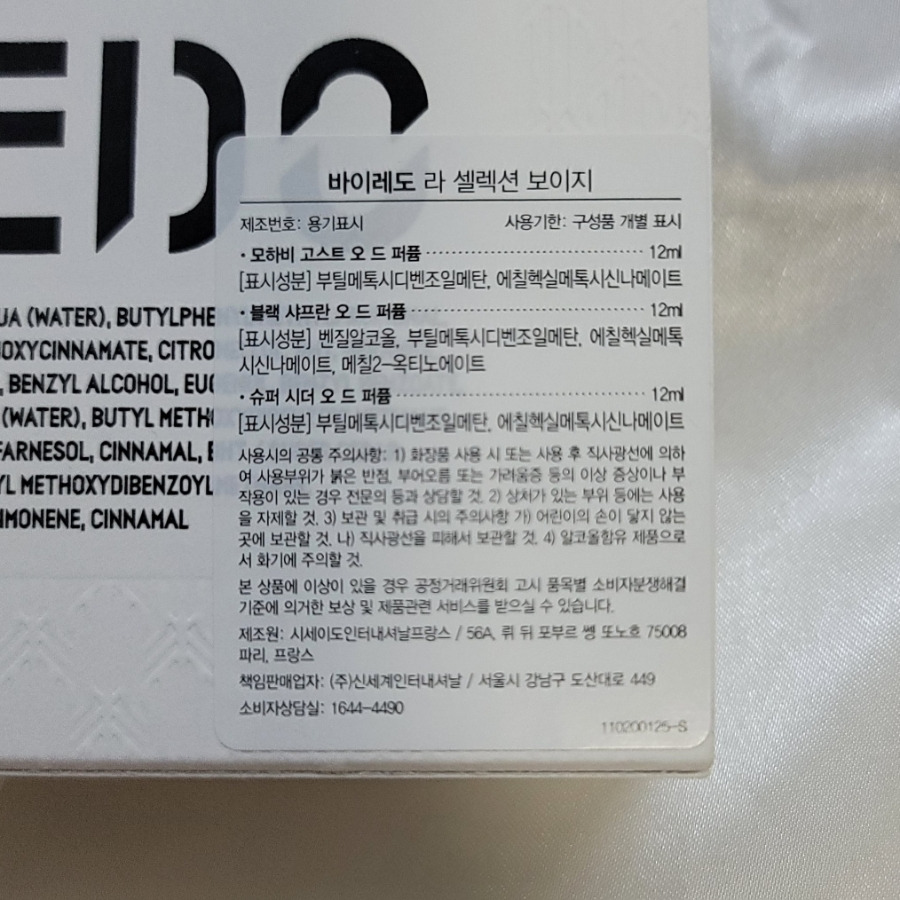 EDO
바이레도 라 셀렉션 보이지
제조번호: 용기표시 사용기한: 구성품 개별 표시
• 모하비 고스트 오 드 퍼퓸 12ml
[표시성분] 부틸메톡시디벤조일메탄, 에칠헥실메톡시신나메이트
• 블랙 샤프란 오 드 퍼퓸 12ml
[표시성분] 벤질알코올, 부틸메톡시디벤조일메탄, 에칠헥실메톡
시신나메이트, 메칠2-옥티노에이트
• 슈퍼 시더 오 드 퍼퓸 12ml
[표시성분] 부틸메톡시디벤조일메탄, 에칠헥실메톡시신나메이트
사용시의 공통 주의사항: 1) 화장품 사용 시 또는 사용 후 직사광선에 의하
여 사용부위가 붉은 반점, 부어오름 또는 가려움증 등의 이상 증상이나 부
작용이 있는 경우 전문의 등과 상담할 것. 2) 상처가 있는 부위 등에는 사용
을 자제할 것. 3) 보관 및 취급 시의 주의사항 가) 어린이의 손이 닿지 않는
곳에 보관할 것. 나) 직사광선을 피해서 보관할 것. 4) 알코올함유 제품으로
서 화기에 주의할 것.
본 상품에 이상이 있을 경우 공정거래위원회 고시 품목별 소비자분쟁해결
기준에 의거한 보상 및 제품관련 서비스를 받으실 수 있습니다.
제조원: 시세이도인터내셔날프랑스 / 56A, 뤼 뒤 포부르 쌩 또노호 75008
파리, 프랑스
책임판매업자: (주)신세계인터내셔날 / 서울시 강남구 도산대로 449
소비자상담실: 1644-4490
110200125-S
UA (WATER), BUTYLPHE
OXYCINNAMATE, CITRO
, BENZYL ALCOHOL, EUG
(WATER), BUTYL METH
FARNESOL, CINNAMAL, B
YL METHOXYDIBENZOYL
IMONENE, CINNAMAL